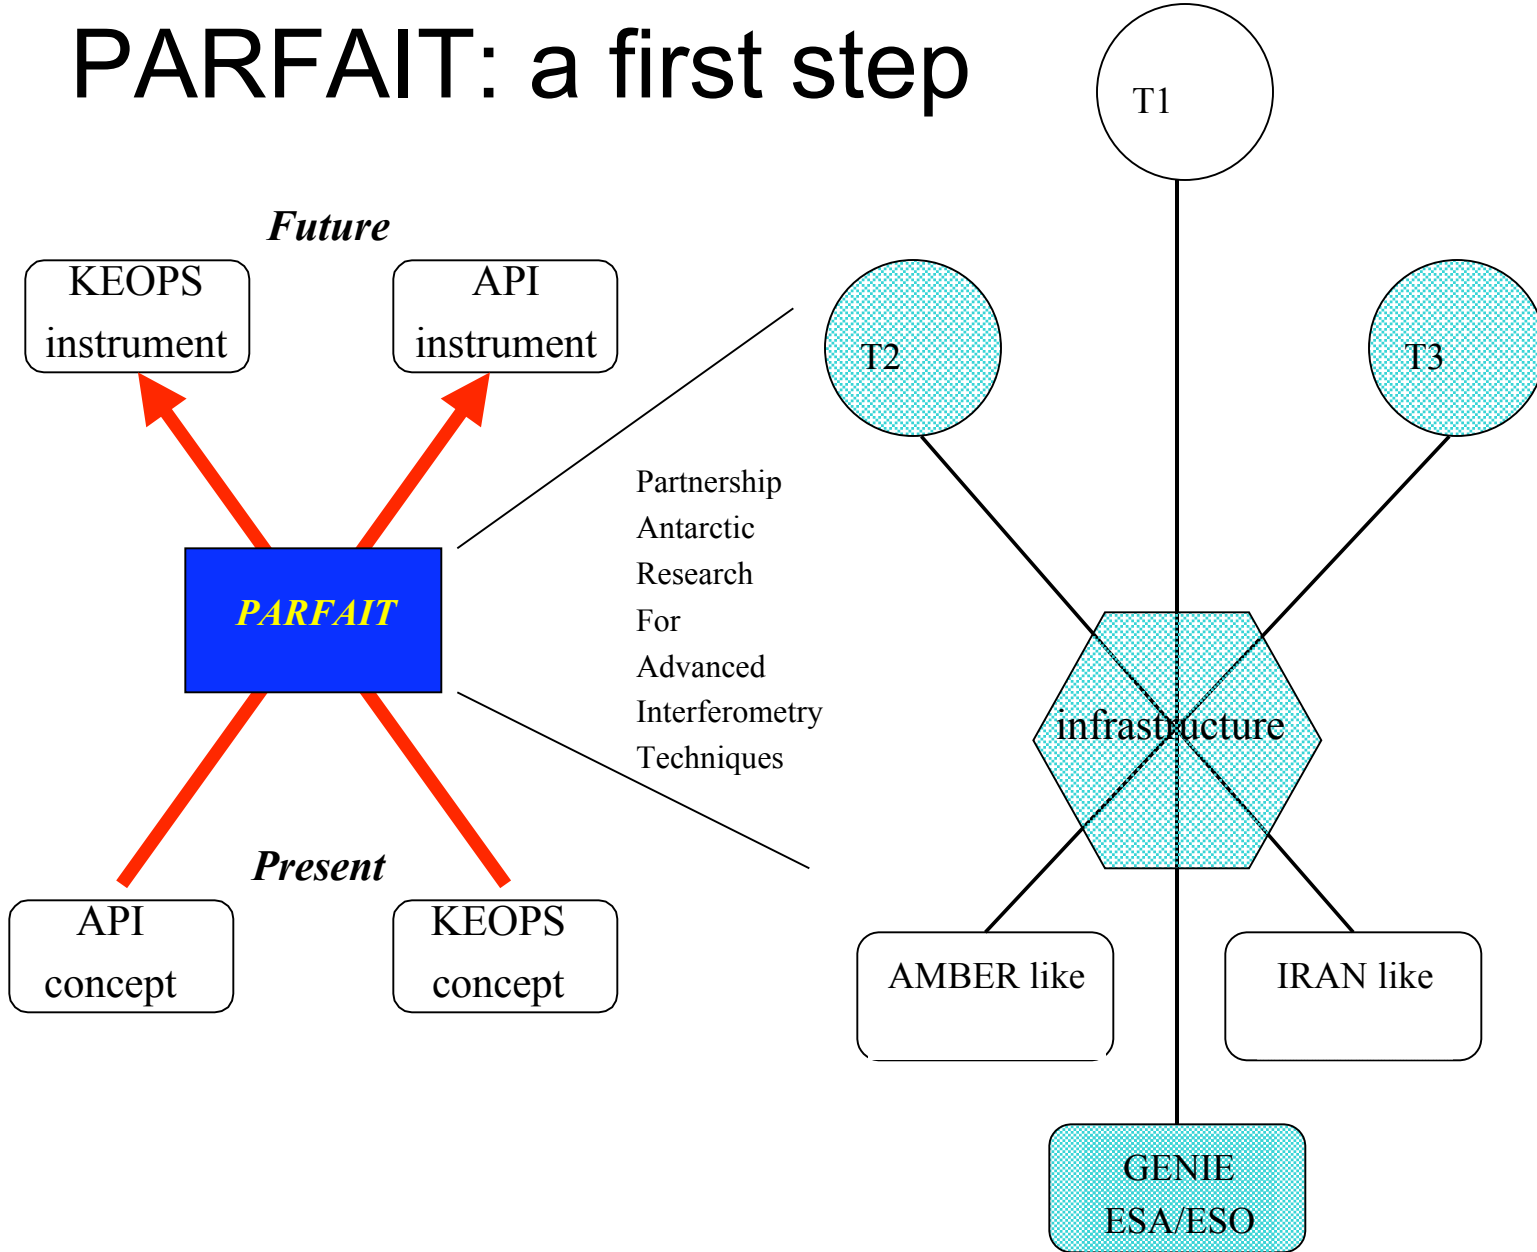 PARFAIT: a first step
Future
KEOPS
instrument
API
instrument
PARFAIT
Present
API
concept
KEOPS
concept
Partnership
Antarctic
Research
For
Advanced
Interferometry
Techniques
T1
T2
T3
infrastructure
AMBER like
IRAN like
GENIE
ESA/ESO